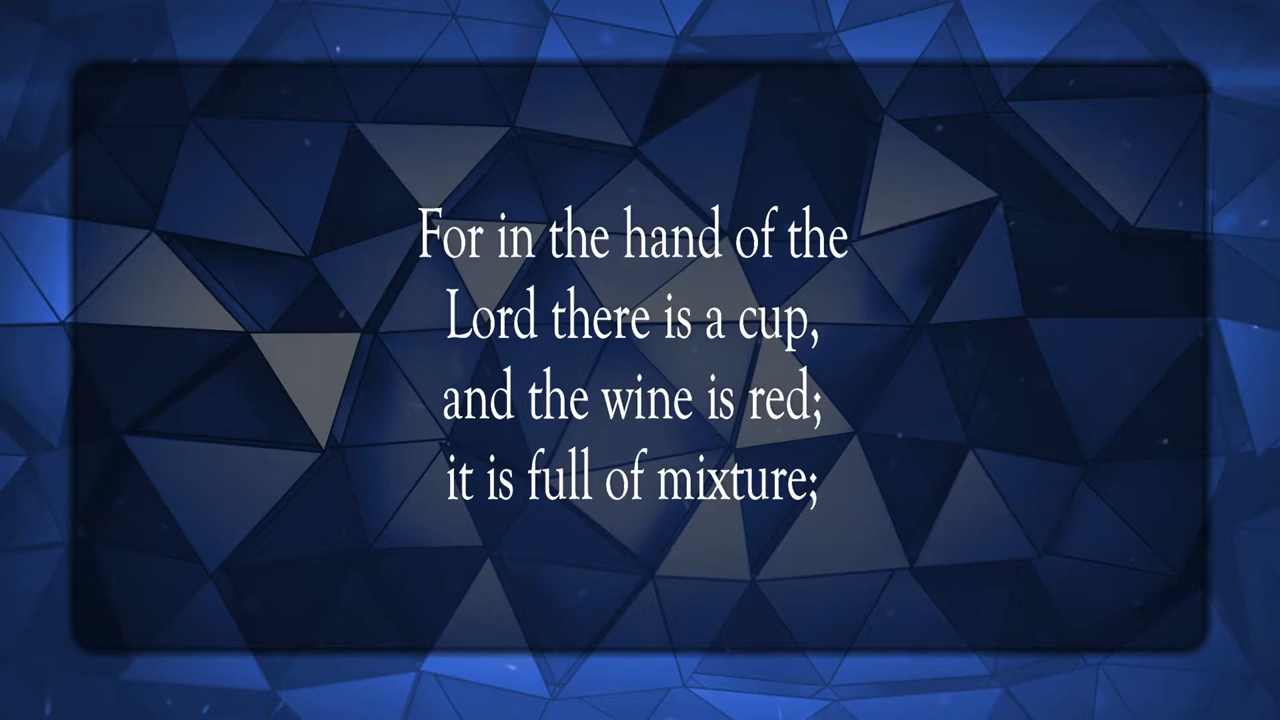 For in the hand of the
Lord there is a cup,
and the wine is red;
it is full of mixture;